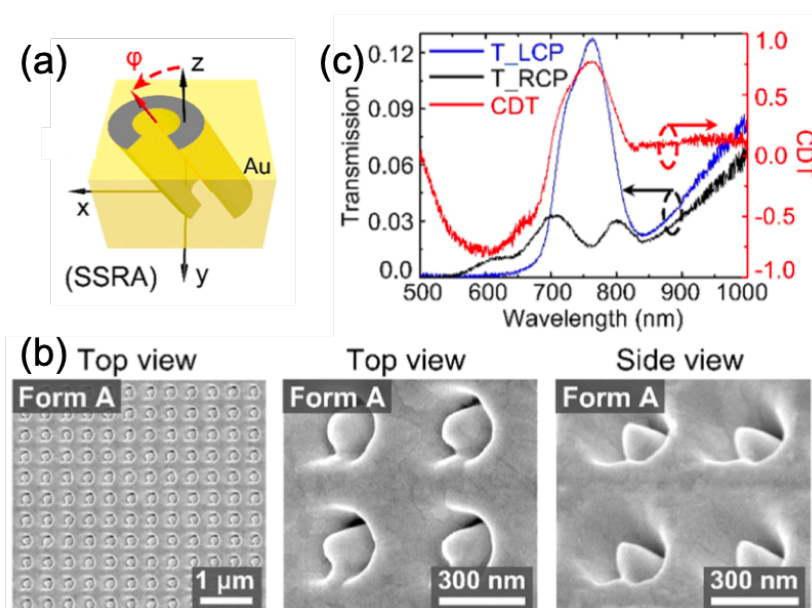 (a)
φ
z
Au
x
y
(SSRA)
(c)
T_LCP
T_RCP
CDT
Transmission
0.12
0.09
0.06
0.03
0.0
1.0
0.5
0.0
-0.5
-1.0
CDT
500 600 700 800 900 1000
Wavelength (nm)
(b)
Top view
Top view
Side view
Form A
Form A
Form A
1 μm
300 nm
300 nm